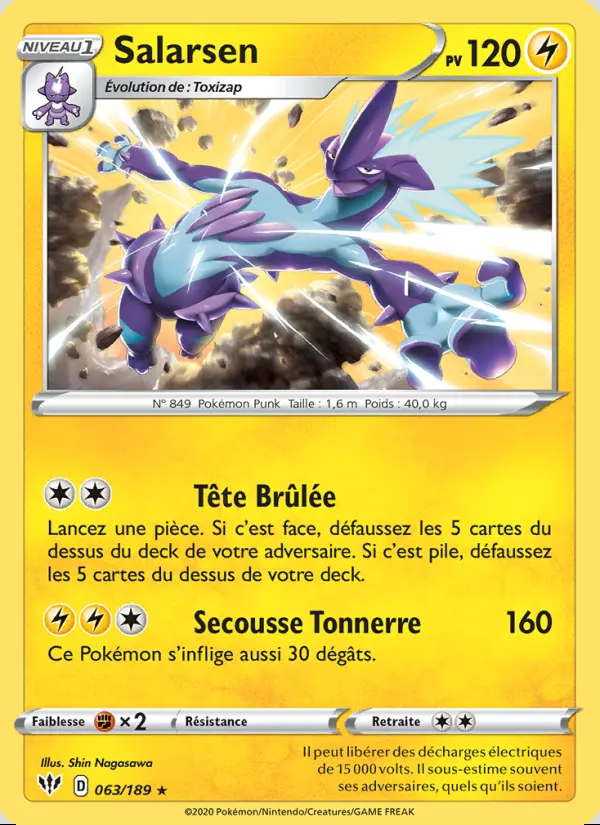 NIVEAU 1
Salarsen
PV 120
Évolution de : Toxizap
N° 849 Pokémon Punk Taille : 1,6 m Poids : 40,0 kg
Tête Brûlée
Lancez une pièce. Si c'est face, défaussez les 5 cartes du
dessus du deck de votre adversaire. Si c'est pile, défaussez
les 5 cartes du dessus de votre deck.
Secousse Tonnerre 160
Ce Pokémon s'inflige aussi 30 dégâts.
Faiblesse ×2 Résistance Retraite
Illus. Shin Nagasawa
D 063/189 ★
Il peut libérer des décharges électriques
de 15 000 volts. Il sous-estime souvent
ses adversaires, quels qu'ils soient.
©2020 Pokémon/Nintendo/Creatures/GAME FREAK